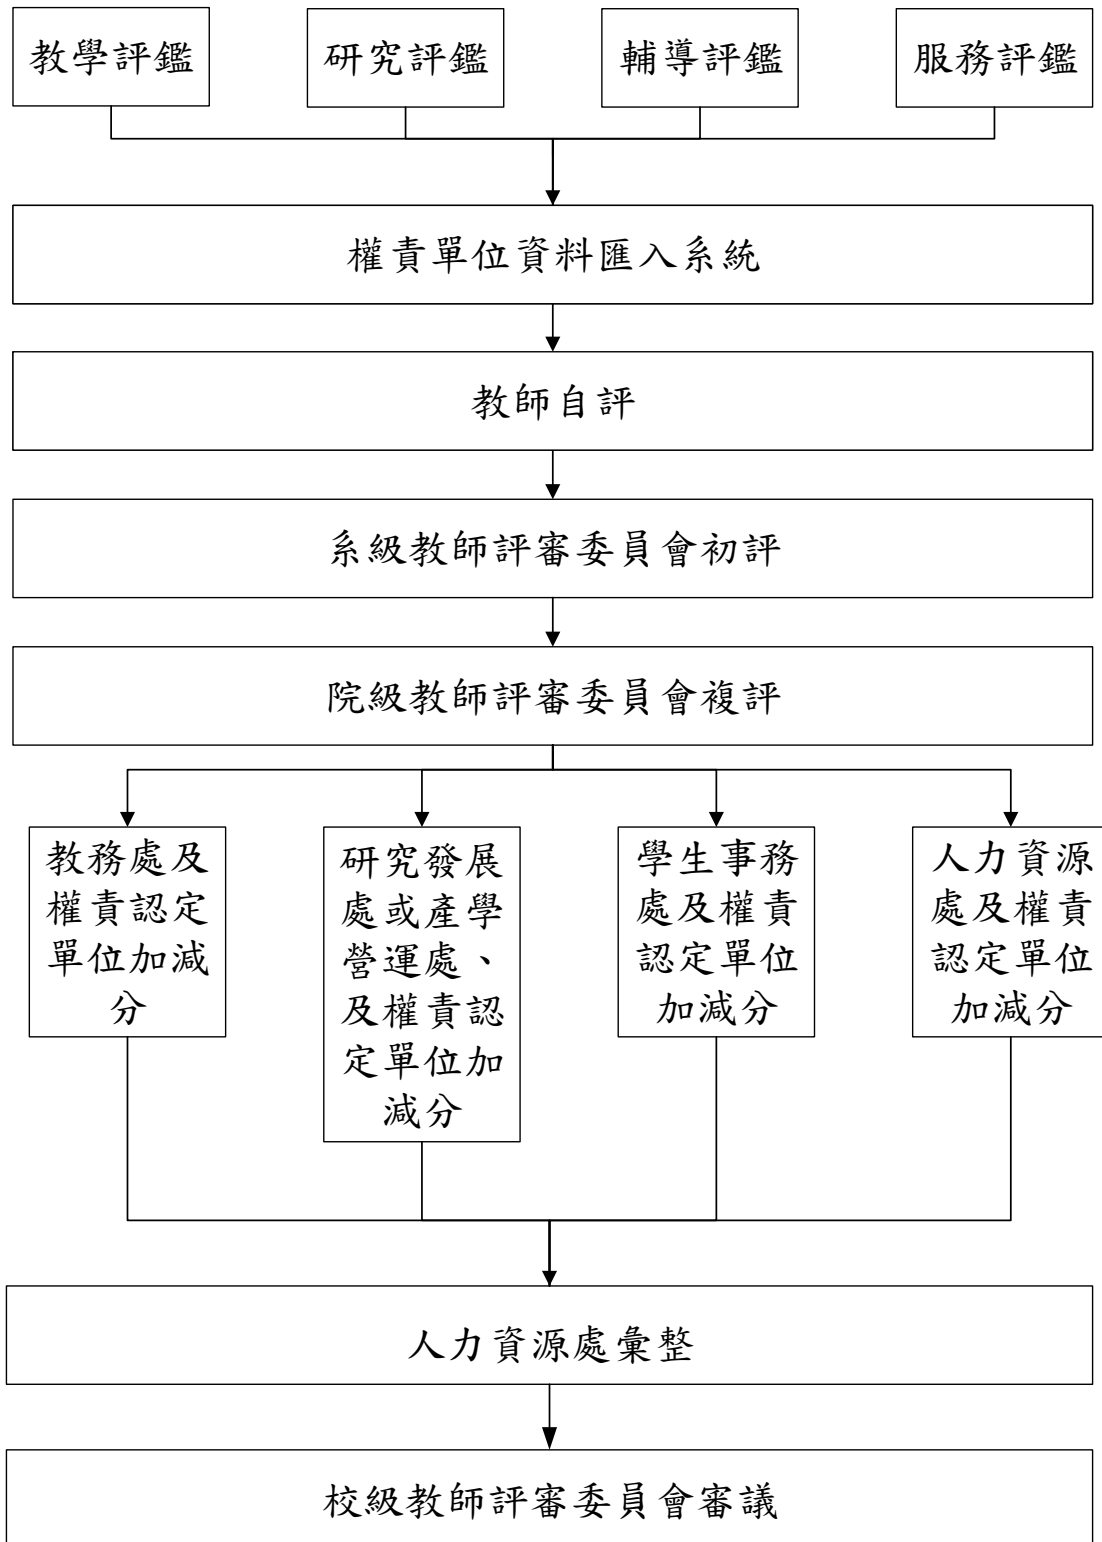 教學評鑑
研究評鑑
輔導評鑑
服務評鑑
權責單位資料匯入系統
教師自評
系級教師評審委員會初評
院級教師評審委員會複評
教務處及
權責認定
單位加減
分
研究發展
處或產學
營運處、
及權責認
定單位加
減分
學生事務
處及權責
認定單位
加減分
人力資源
處及權責
認定單位
加減分
人力資源處彙整
校級教師評審委員會審議